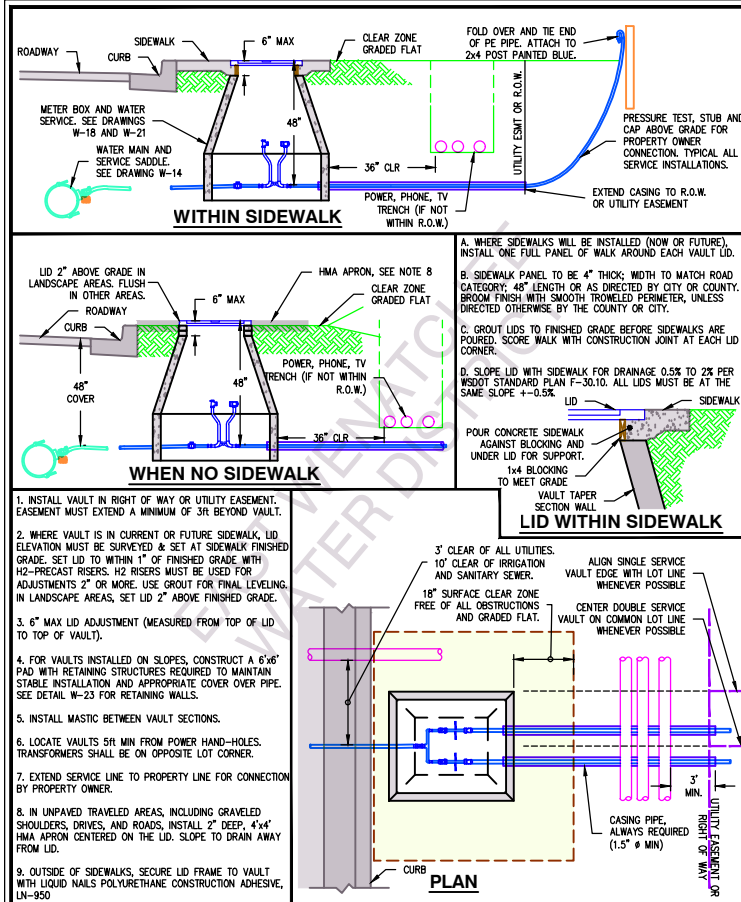 ROADWAY
SIDEWALK
CURB
6" MAX
CLEAR ZONE
GRADED FLAT
FOLD OVER AND TIE END
OF PE PIPE. ATTACH TO
2x4 POST PAINTED BLUE.
METER BOX AND WATER
SERVICE. SEE DRAWINGS
W-18 AND W-21
48"
UTILITY ESMT OR R.O.W.
PRESSURE TEST, STUB AND
CAP ABOVE GRADE FOR
PROPERTY OWNER
CONNECTION. TYPICAL ALL
SERVICE INSTALLATIONS.
WATER MAIN AND
SERVICE SADDLE.
SEE DRAWING W-14
36" CLR
POWER, PHONE, TV
TRENCH (IF NOT
WITHIN R.O.W.)
EXTEND CASING TO R.O.W.
OR UTILITY EASEMENT
WITHIN SIDEWALK
LID 2" ABOVE GRADE IN
LANDSCAPE AREAS. FLUSH
IN OTHER AREAS.
ROADWAY
CURB
6" MAX
HMA APRON, SEE NOTE 8
CLEAR ZONE
GRADED FLAT
48"
COVER
48"
POWER, PHONE, TV
TRENCH (IF NOT WITHIN
R.O.W.)
36" CLR
WHEN NO SIDEWALK
A. WHERE SIDEWALKS WILL BE INSTALLED (NOW OR FUTURE),
INSTALL ONE FULL PANEL OF WALK AROUND EACH VAULT LID.
B. SIDEWALK PANEL TO BE 4" THICK; WIDTH TO MATCH ROAD
CATEGORY; 48" LENGTH OR AS DIRECTED BY CITY OR COUNTY.
BROOM FINISH WITH SMOOTH TROWELED PERIMETER, UNLESS
DIRECTED OTHERWISE BY THE COUNTY OR CITY.
C. GROUT LIDS TO FINISHED GRADE BEFORE SIDEWALKS ARE
POURED. SCORE WALK WITH CONSTRUCTION JOINT AT EACH LID
CORNER.
D. SLOPE LID WITH SIDEWALK FOR DRAINAGE 0.5% TO 2% PER
WSDOT STANDARD PLAN F-30.10. ALL LIDS MUST BE AT THE
SAME SLOPE +-0.5%
LID
SIDEWALK
POUR CONCRETE SIDEWALK
AGAINST BLOCKING AND
UNDER LID FOR SUPPORT.
1x4 BLOCKING
TO MEET GRADE
VAULT TAPER
SECTION WALL
LID WITHIN SIDEWALK
1. INSTALL VAULT IN RIGHT OF WAY OR UTILITY EASEMENT.
EASEMENT MUST EXTEND A MINIMUM OF 3ft BEYOND VAULT.
2. WHERE VAULT IS IN CURRENT OR FUTURE SIDEWALK, LID
ELEVATION MUST BE SURVEYED & SET AT SIDEWALK FINISHED
GRADE. SET LID TO WITHIN 1" OF FINISHED GRADE WITH
H2-PRECAST RISERS. H2 RISERS MUST BE USED FOR
ADJUSTMENTS 2" OR MORE. USE GROUT FOR FINAL LEVELING.
IN LANDSCAPE AREAS, SET LID 2" ABOVE FINISHED GRADE.
3. 6" MAX LID ADJUSTMENT (MEASURED FROM TOP OF LID
TO TOP OF VAULT).
4. FOR VAULTS INSTALLED ON SLOPES, CONSTRUCT A 6'x6'
PAD WITH RETAINING STRUCTURES REQUIRED TO MAINTAIN
STABLE INSTALLATION AND APPROPRIATE COVER OVER PIPE.
SEE DETAIL W-23 FOR RETAINING WALLS.
5. INSTALL MASTIC BETWEEN VAULT SECTIONS.
6. LOCATE VAULTS 5ft MIN FROM POWER HAND-HOLES.
TRANSFORMERS SHALL BE ON OPPOSITE LOT CORNER.
7. EXTEND SERVICE LINE TO PROPERTY LINE FOR CONNECTION
BY PROPERTY OWNER.
8. IN UNPAVED TRAVELED AREAS, INCLUDING GRAVELED
SHOULDERS, DRIVES, AND ROADS, INSTALL 2" DEEP, 4'x4'
HMA APRON CENTERED ON THE LID. SLOPE TO DRAIN AWAY
FROM LID.
9. OUTSIDE OF SIDEWALKS, SECURE LID FRAME TO VAULT
WITH LIQUID NAILS POLYURETHANE CONSTRUCTION ADHESIVE,
LN-950
3' CLEAR OF ALL UTILITIES.
10' CLEAR OF IRRIGATION
AND SANITARY SEWER.
18" SURFACE CLEAR ZONE
FREE OF ALL OBSTRUCTIONS
AND GRADED FLAT.
ALIGN SINGLE SERVICE
VAULT EDGE WITH LOT LINE
WHENEVER POSSIBLE
CENTER DOUBLE SERVICE
VAULT ON COMMON LOT LINE
WHENEVER POSSIBLE
3'
MIN.
CASING PIPE,
ALWAYS REQUIRED
(1.5" ø MIN)
UTILITY EASEMENT OR
RIGHT OF WAY
CURB
PLAN
EAST WENATCHEE
WATER DISTRICT